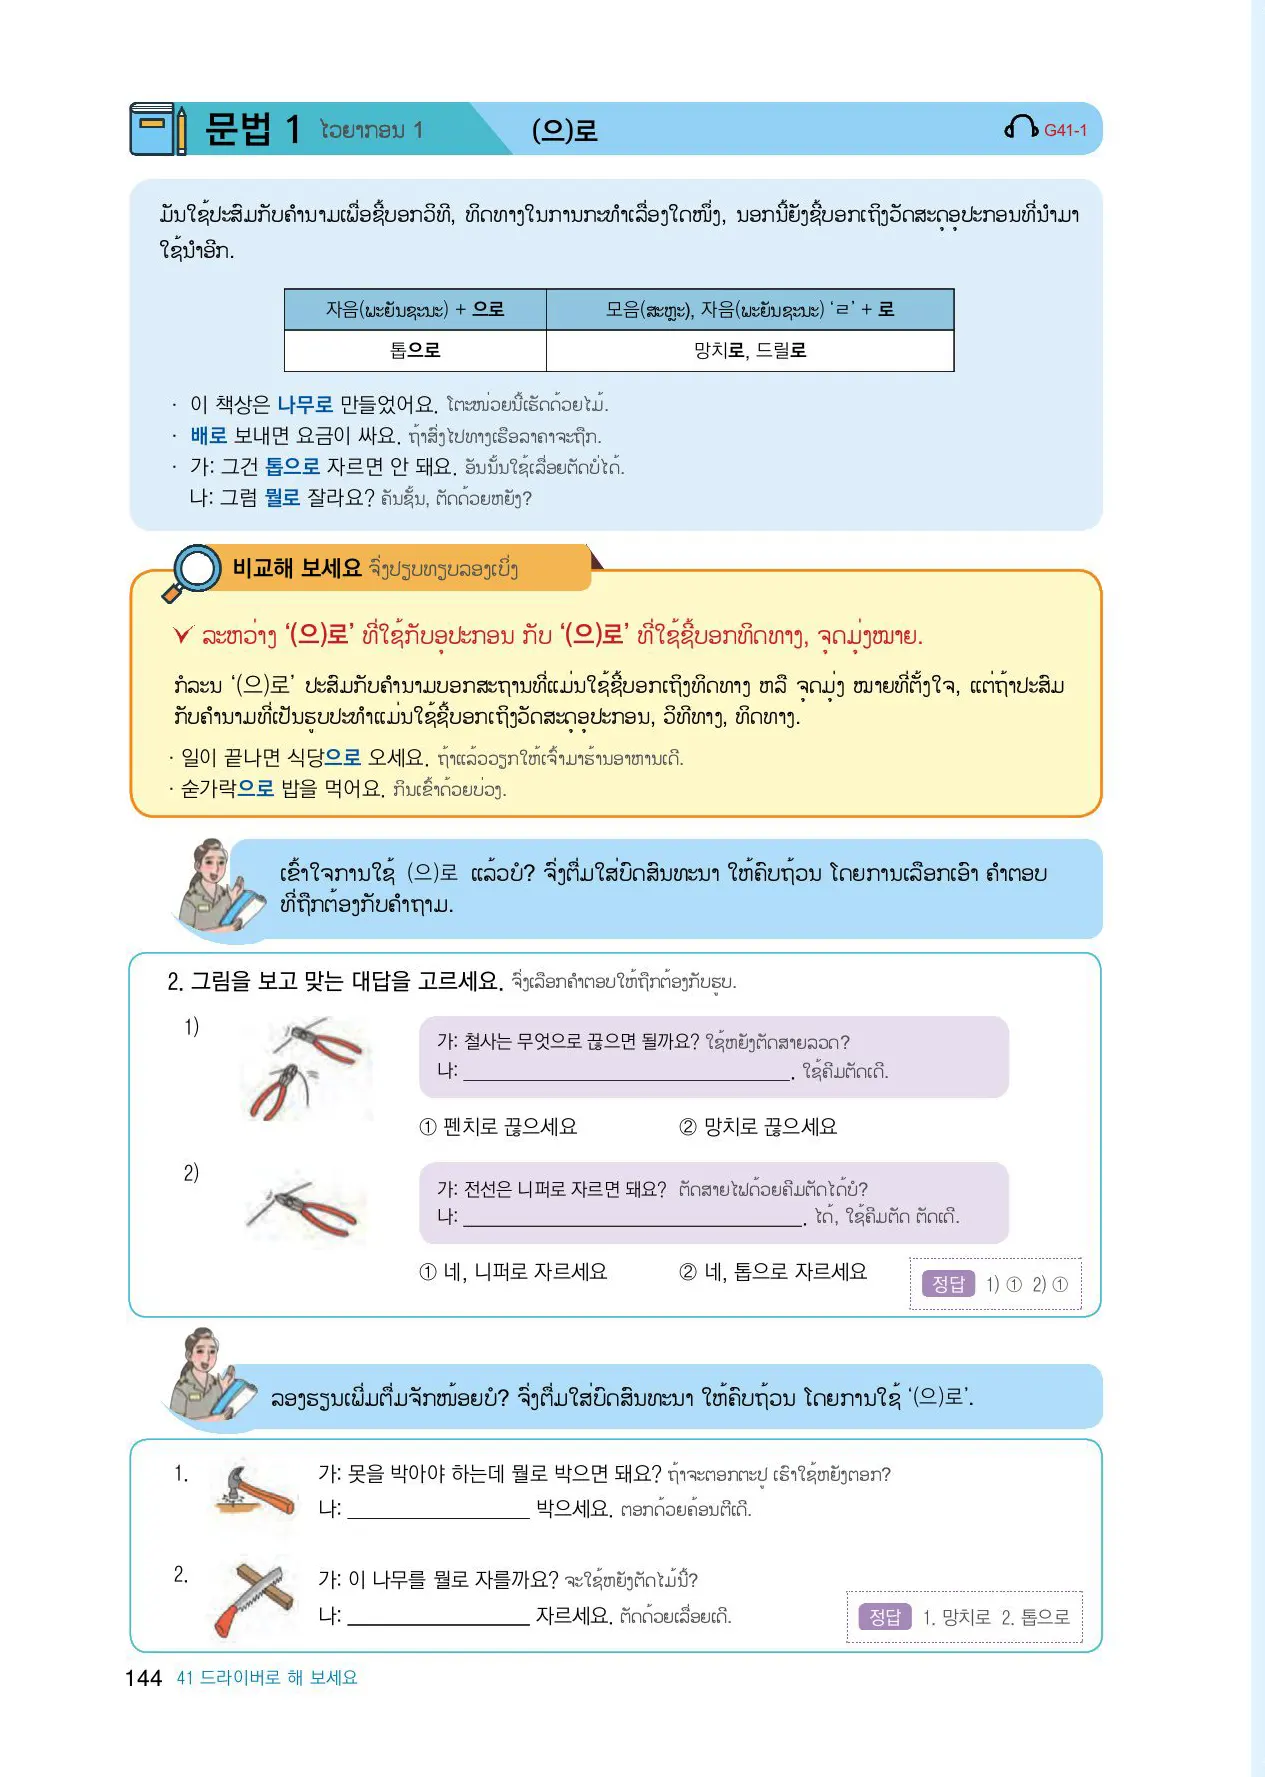 문법 1 ໄວຍາກອນ 1 (으)로 G41-1
ມັນໃຊ້ປະສົມກັບຄຳນາມເພື່ອຊີ້ບອກວິທີ, ທິດທາງໃນການກະທຳເລື່ອງໃດໜຶ່ງ, ນອກນີ້ຍັງຊີ້ບອກເຖິງວັດສະດຸອຸປະກອນທີ່ນຳມາ
ໃຊ້ນຳອີກ.
자음(ພະຍັນຊະນະ) + 으로 모음(ສະຫຼະ), 자음(ພະຍັນຊະນະ) ‘ㄹ’ + 로
톱으로 망치로, 드릴로
· 이 책상은 나무로 만들었어요. ໂຕະໜ່ວຍນີ້ເຮັດດ້ວຍໄມ້.
· 배로 보내면 요금이 싸요. ຖ້າສົ່ງໄປທາງເຮືອລາຄາຈະຖືກ.
· 가: 그건 톱으로 자르면 안 돼요. ອັນນັ້ນໃຊ້ເລື່ອຍຕັດບໍ່ໄດ້.
나: 그럼 뭘로 잘라요? ຄັນຊັ້ນ, ຕັດດ້ວຍຫຍັງ?
비교해 보세요 ຈົ່ງປຽບທຽບລອງເບິ່ງ
ລະຫວ່າງ ‘(으)로’ ທີ່ໃຊ້ກັບອຸປະກອນ ກັບ ‘(으)로’ ທີ່ໃຊ້ຊີ້ບອກທິດທາງ, ຈຸດມຸ່ງໝາຍ.
ກໍລະນ ‘(으)로’ ປະສົມກັບຄຳນາມບອກສະຖານທີ່ແມ່ນໃຊ້ຊີ້ບອກເຖິງທິດທາງ ຫລື ຈຸດມຸ່ງ ໝາຍທີ່ຕັ້ງໃຈ, ແຕ່ຖ້າປະສົມ
ກັບຄຳນາມທີ່ເປັນຮູບປະທຳແມ່ນໃຊ້ຊີ້ບອກເຖິງວັດສະດຸອຸປະກອນ, ວິທີທາງ, ທິດທາງ.
· 일이 끝나면 식당으로 오세요. ຖ້າແລ້ວວຽກໃຫ້ເຈົ້າມາຮ້ານອາຫານເດີ.
· 숟가락으로 밥을 먹어요. ກິນເຂົ້າດ້ວຍບ່ວງ.
ເຂົ້າໃຈການໃຊ້ (으)로 ແລ້ວບໍ? ຈົ່ງຕື່ມໃສ່ບົດສົນທະນາ ໃຫ້ຄົບຖ້ວນ ໂດຍການເລືອກເອົາ ຄຳຕອບ
ທີ່ຖືກຕ້ອງກັບຄຳຖາມ.
2. 그림을 보고 맞는 대답을 고르세요. ຈົ່ງເລືອກຄຳຕອບໃຫ້ຖືກຕ້ອງກັບຮູບ.
1)
가: 철사는 무엇으로 끊으면 될까요? ໃຊ້ຫຍັງຕັດສາຍລວດ?
나: ______________________________. ໃຊ້ຄີມຕັດເດີ.
① 펜치로 끊으세요 ② 망치로 끊으세요
2)
가: 전선은 니퍼로 자르면 돼요? ຕັດສາຍໄຟດ້ວຍຄີມຕັດໄດ້ບໍ?
나: ______________________________. ໄດ້, ໃຊ້ຄີມຕັດ ຕັດເດີ.
① 네, 니퍼로 자르세요 ② 네, 톱으로 자르세요
정답 1) ① 2) ①
ລອງຮຽນເພີ່ມຕື່ມຈັກໜ້ອຍບໍ? ຈົ່ງຕື່ມໃສ່ບົດສົນທະນາ ໃຫ້ຄົບຖ້ວນ ໂດຍການໃຊ້ ‘(으)로’.
1.
가: 못을 박아야 하는데 뭘로 박으면 돼요? ຖ້າຈະຕອກຕະປູ ເຮົາໃຊ້ຫຍັງຕອກ?
나: ________________ 박으세요. ຕອກດ້ວຍຄ້ອນຕີເດີ.
2.
가: 이 나무를 뭘로 자를까요? ຈະໃຊ້ຫຍັງຕັດໄມ້ນີ້?
나: ________________ 자르세요. ຕັດດ້ວຍເລື່ອຍເດີ.
정답 1. 망치로 2. 톱으로
144 41 드라이버로 해 보세요